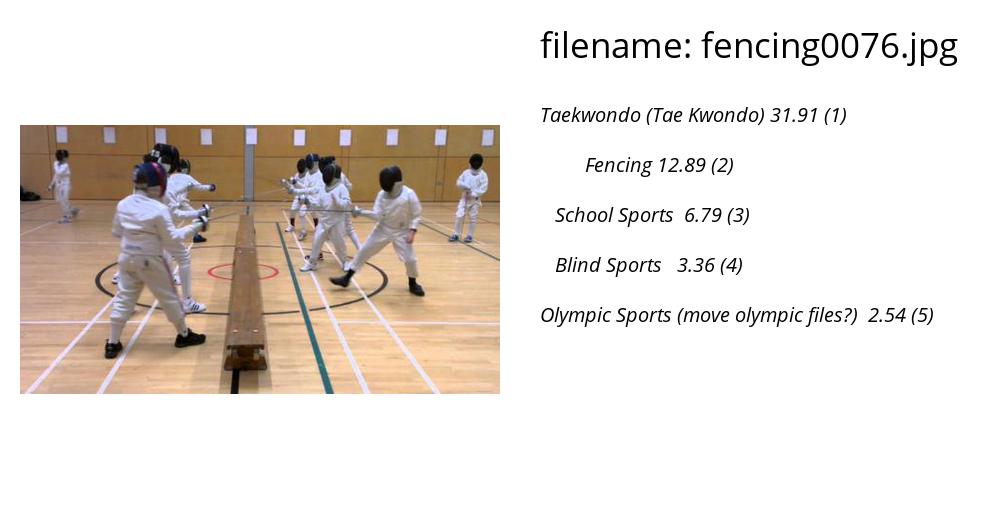 filename: fencing0076.jpg
Taekwondo (Tae Kwondo) 31.91 (1)
Fencing 12.89 (2)
School Sports 6.79 (3)
Blind Sports 3.36 (4)
Olympic Sports (move olympic files?) 2.54 (5)